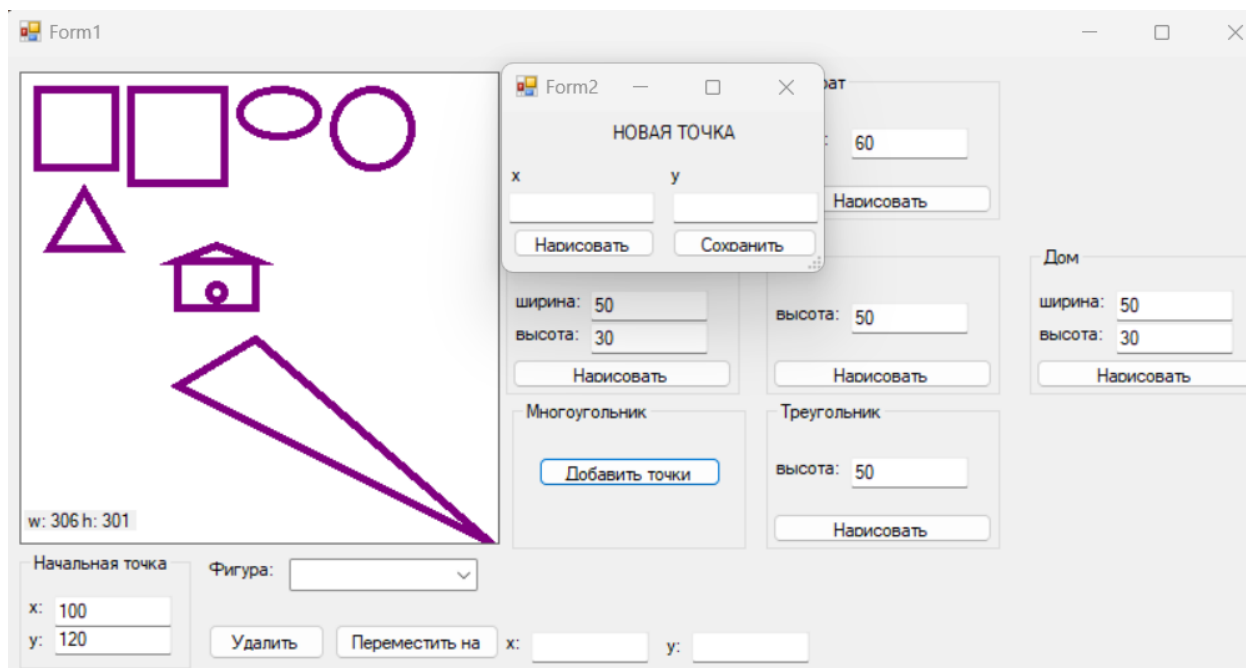 Form1
Form2
НОВАЯ ТОЧКА
x
y
Нарисовать
Сохранить
60
Нарисовать
ширина: 50
высота: 30
Нарисовать
высота: 50
Нарисовать
Дом
ширина: 50
высота: 30
Нарисовать
Многоугольник
Добавить точки
Треугольник
высота: 50
Нарисовать
w: 306 h: 301
Начальная точка
x: 100
y: 120
Фигура:
Удалить
Переместить на
x:
y: